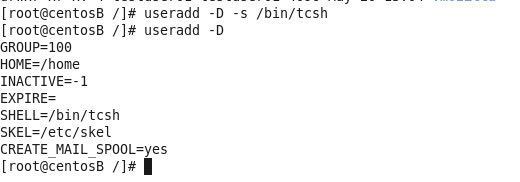 [root@centosB /]# useradd -D -s /bin/tcsh
[root@centosB /]# useradd -D
GROUP=100
HOME=/home
INACTIVE=-1
EXPIRE=
SHELL=/bin/tcsh
SKEL=/etc/skel
CREATE_MAIL_SPOOL=yes
[root@centosB /]#